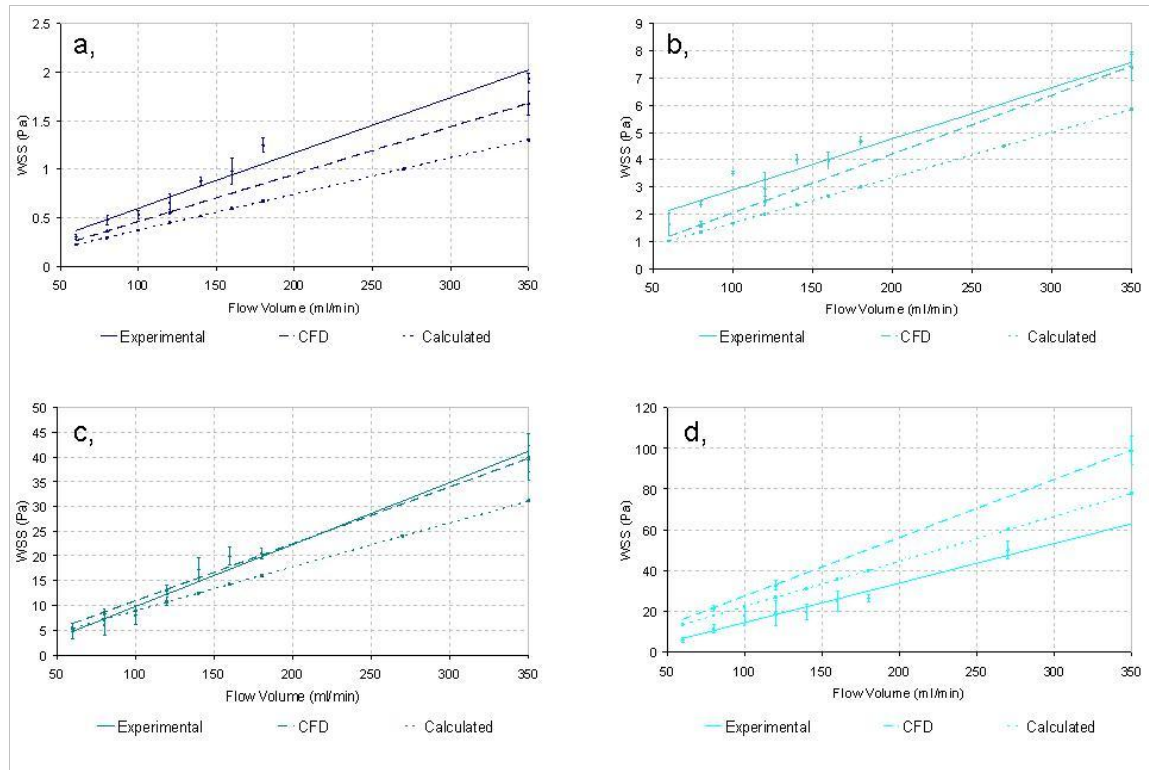 a,
2.5
2
1.5
1
0.5
0
WSS (Pa)
50 100 150 200 250 300 350
Flow Volume (ml/min)
Experimental CFD Calculated
b,
9
8
7
6
5
4
3
2
1
0
WSS (Pa)
50 100 150 200 250 300 350
Flow Volume (ml/min)
Experimental CFD Calculated
c,
50
45
40
35
30
25
20
15
10
5
0
WSS (Pa)
50 100 150 200 250 300 350
Flow Volume (ml/min)
Experimental CFD Calculated
d,
120
100
80
60
40
20
0
WSS (Pa)
50 100 150 200 250 300 350
Flow Volume (ml/min)
Experimental CFD Calculated